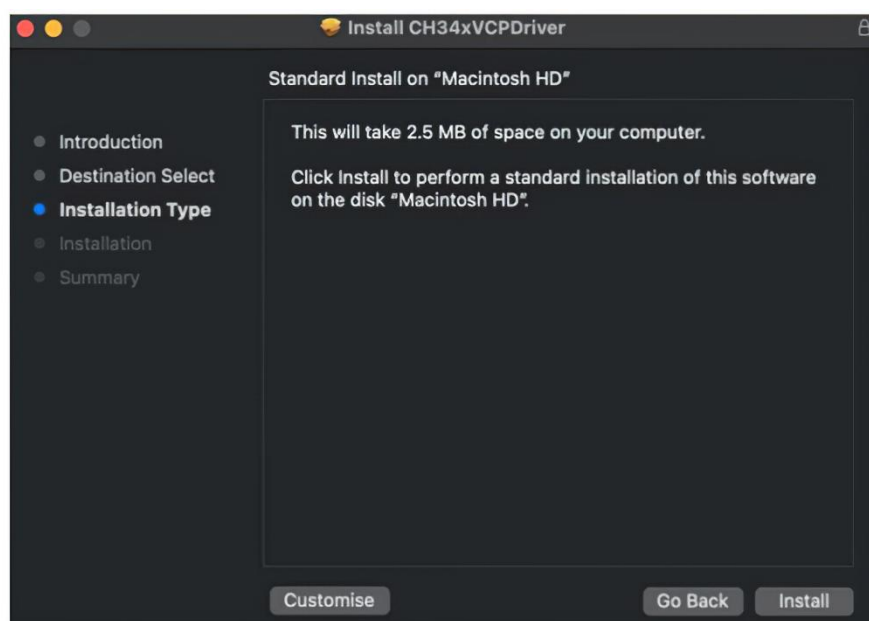 Install CH34xVCPDriver
Standard Install on “Macintosh HD”
Introduction
Destination Select
Installation Type
Installation
Summary
This will take 2.5 MB of space on your computer.
Click Install to perform a standard installation of this software
on the disk “Macintosh HD”.
Customise
Go Back
Install